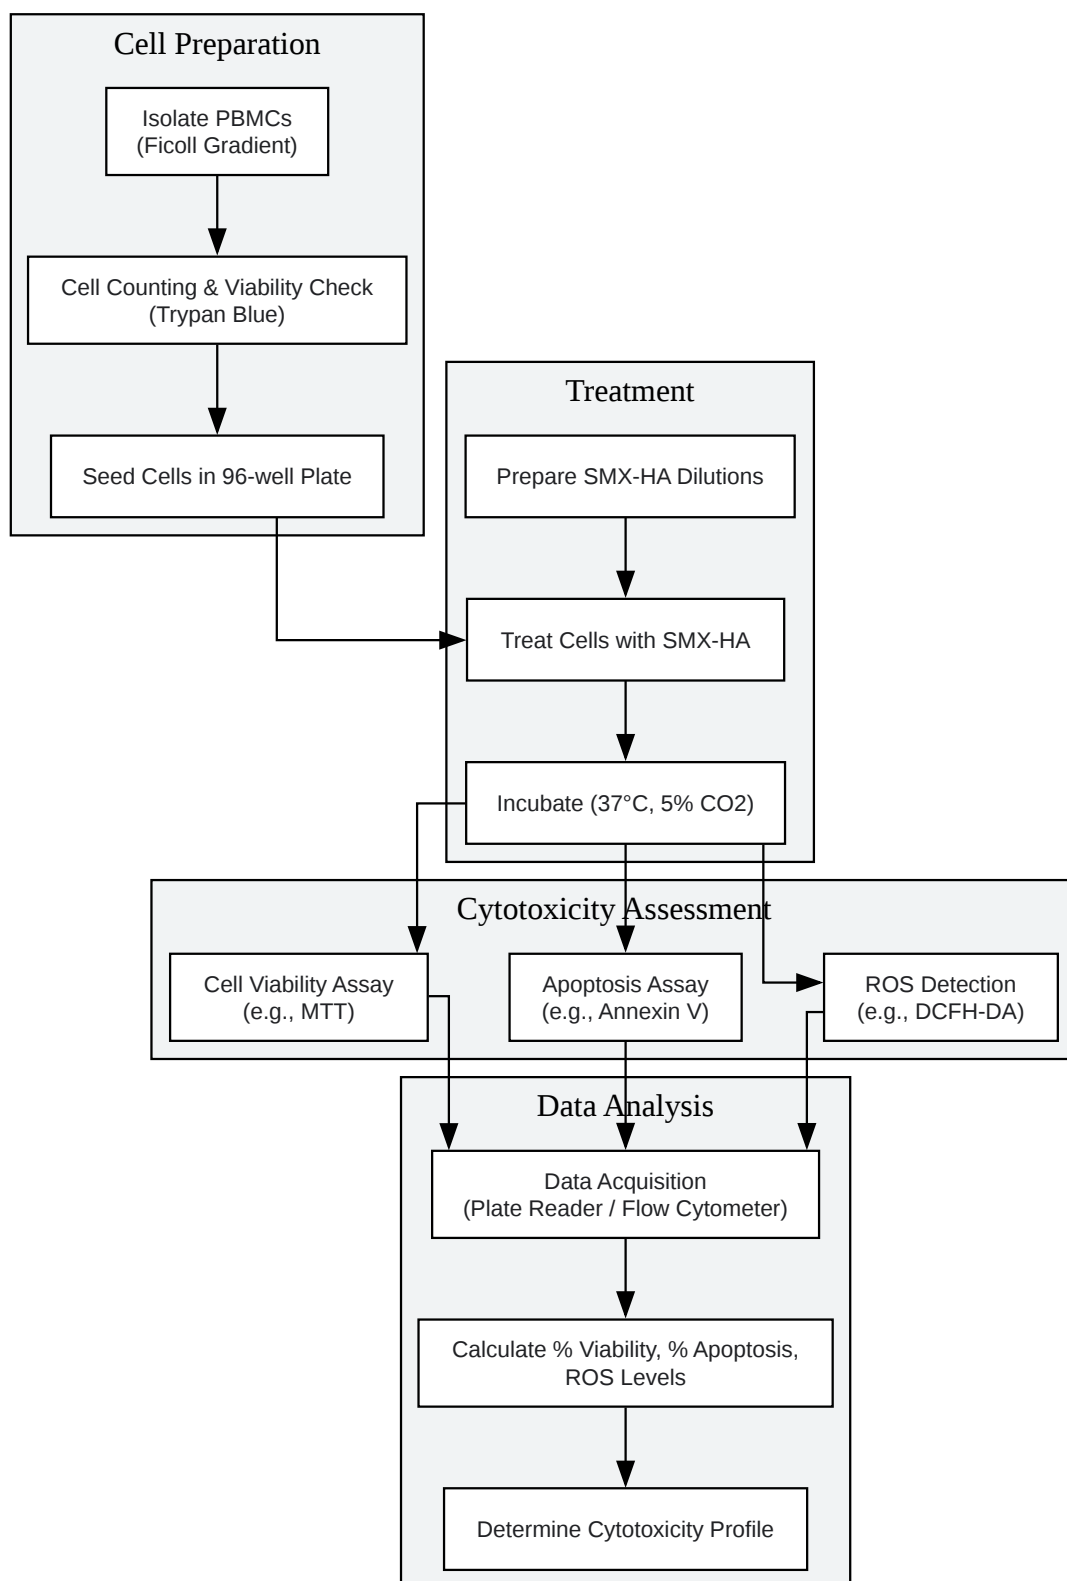 Cell Preparation
Isolate PBMCs
(Ficoll Gradient)
Cell Counting & Viability Check
(Trypan Blue)
Seed Cells in 96-well Plate
Treatment
Prepare SMX-HA Dilutions
Treat Cells with SMX-HA
Incubate (37°C, 5% CO2)
Cytotoxicity Assessment
Cell Viability Assay
(e.g., MTT)
Apoptosis Assay
(e.g., Annexin V)
ROS Detection
(e.g., DCFH-DA)
Data Analysis
Data Acquisition
(Plate Reader / Flow Cytometer)
Calculate % Viability, % Apoptosis,
ROS Levels
Determine Cytotoxicity Profile